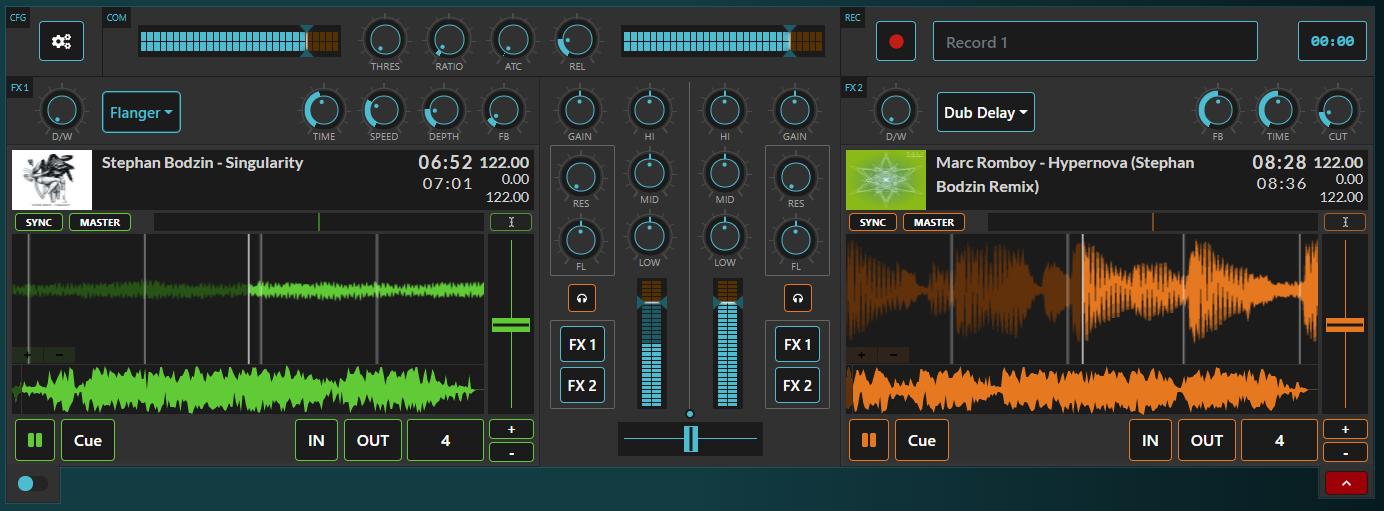 CFG
COM
THRES RATIO ATC REL
REC
Record 1
00:00
FX 1
D/W
Flanger
TIME SPEED DEPTH FB
GAIN HI HI GAIN
FX 2
D/W
Dub Delay
FB TIME CUT
Stephan Bodzin - Singularity
06:52 122.00
07:01 0.00
122.00
SYNC MASTER
+ −
Cue IN OUT 4
+
-
RES MID MID RES
FL LOW LOW FL
FX 1 FX 1
FX 2 FX 2
Marc Romboy - Hypernova (Stephan
Bodzin Remix)
08:28 122.00
08:36 0.00
122.00
SYNC MASTER
+ −
Cue IN OUT 4
+
-